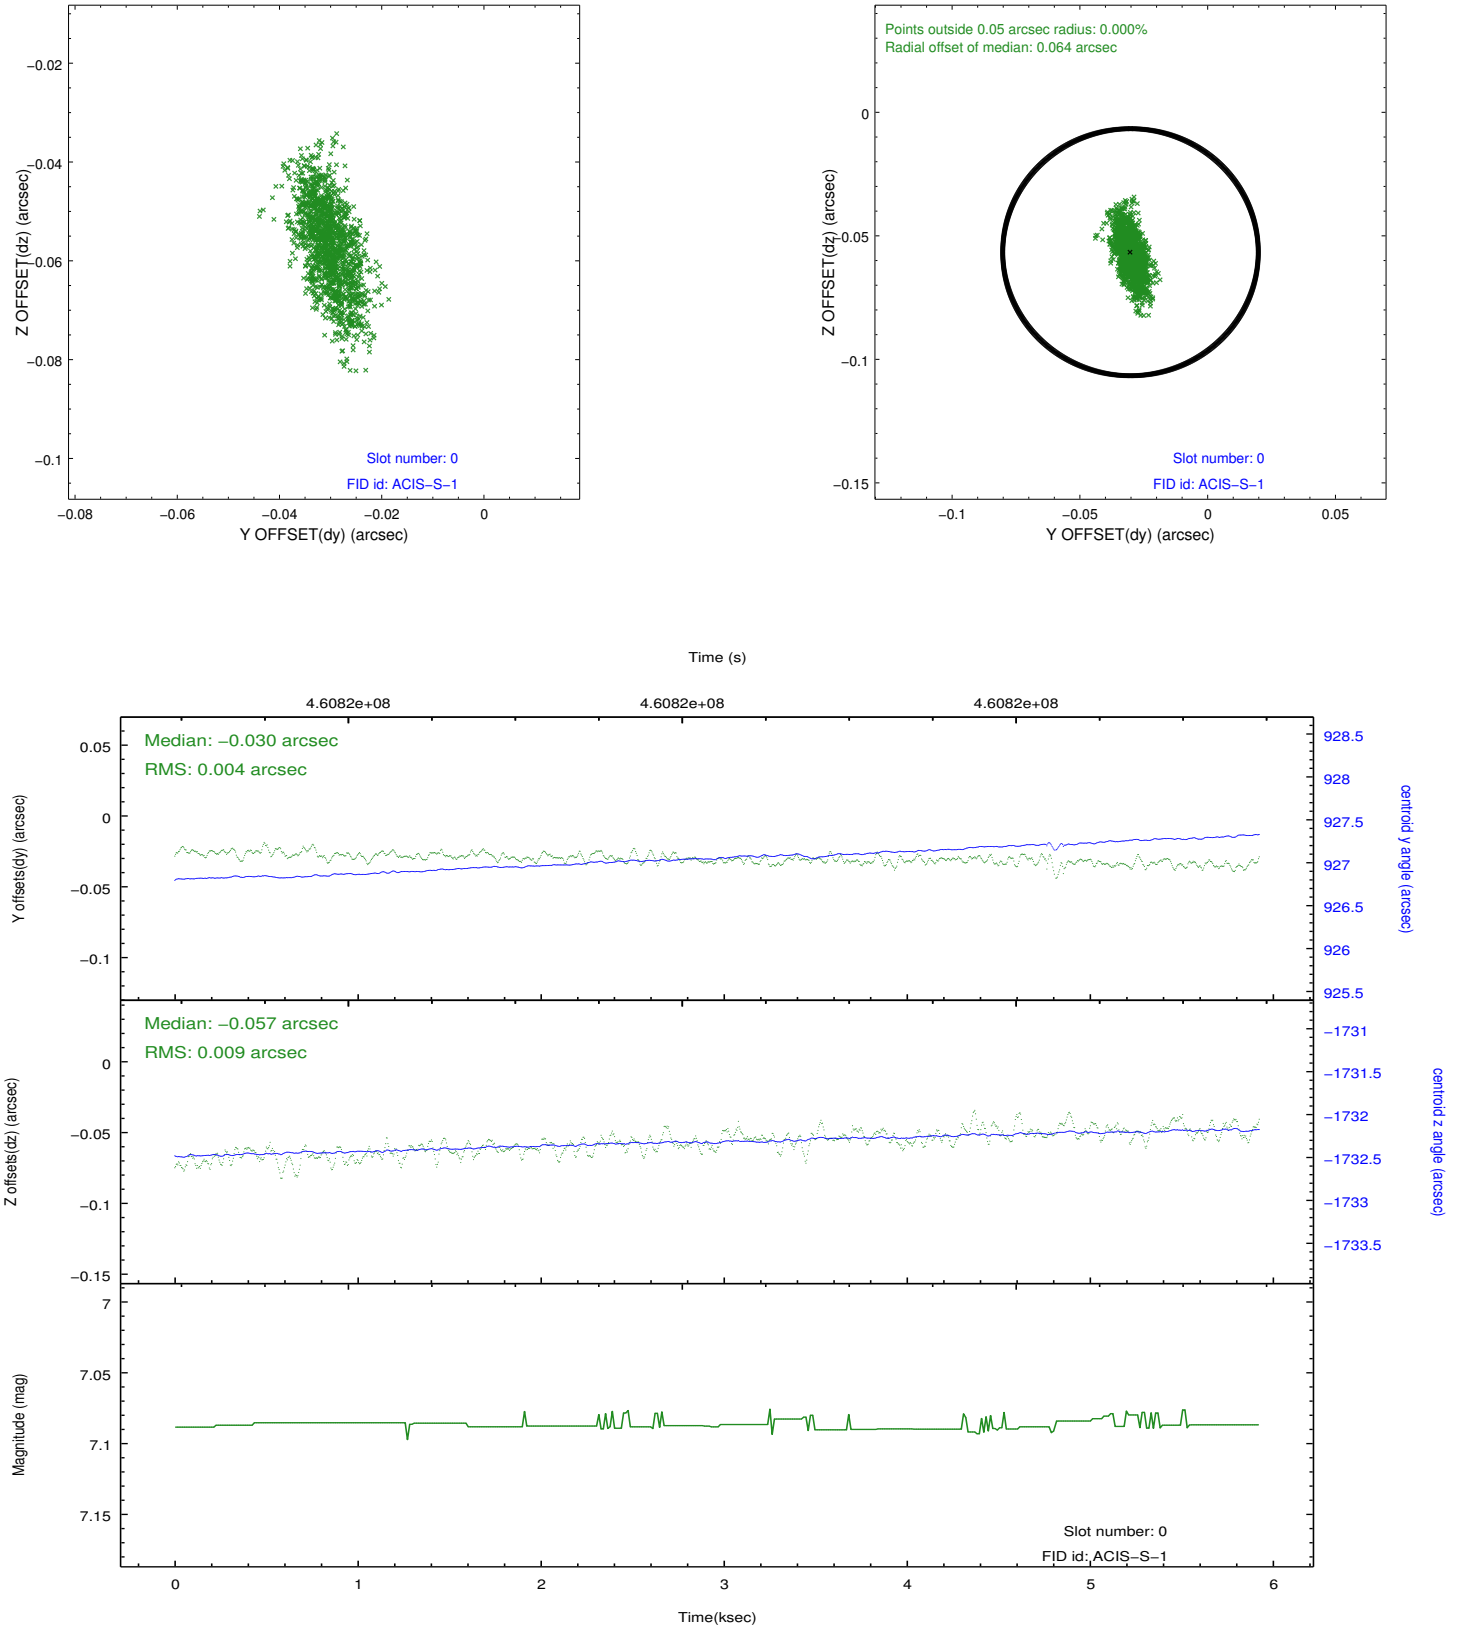 −0.02
−0.04
−0.06
−0.08
−0.1
Z OFFSET(dz) (arcsec)
Slot number: 0
FID id: ACIS−S−1
−0.08 −0.06 −0.04 −0.02 0
Y OFFSET(dy) (arcsec)
Points outside 0.05 arcsec radius: 0.000%
Radial offset of median: 0.064 arcsec
0
−0.05
−0.1
−0.15
Z OFFSET(dz) (arcsec)
Slot number: 0
FID id: ACIS−S−1
−0.1 −0.05 0 0.05
Y OFFSET(dy) (arcsec)
Time (s)
4.6082e+08 4.6082e+08 4.6082e+08
Median: −0.030 arcsec
RMS: 0.004 arcsec
0.05
0
−0.05
−0.1
Y offsets(dy) (arcsec)
928.5
928
927.5
927
926.5
926
925.5
centroid y angle (arcsec)
Median: −0.057 arcsec
RMS: 0.009 arcsec
0
−0.05
−0.1
−0.15
Z offsets(dz) (arcsec)
−1731
−1731.5
−1732
−1732.5
−1733
−1733.5
centroid z angle (arcsec)
7
7.05
7.1
7.15
Magnitude (mag)
Slot number: 0
FID id: ACIS−S−1
0 1 2 3 4 5 6
Time(ksec)